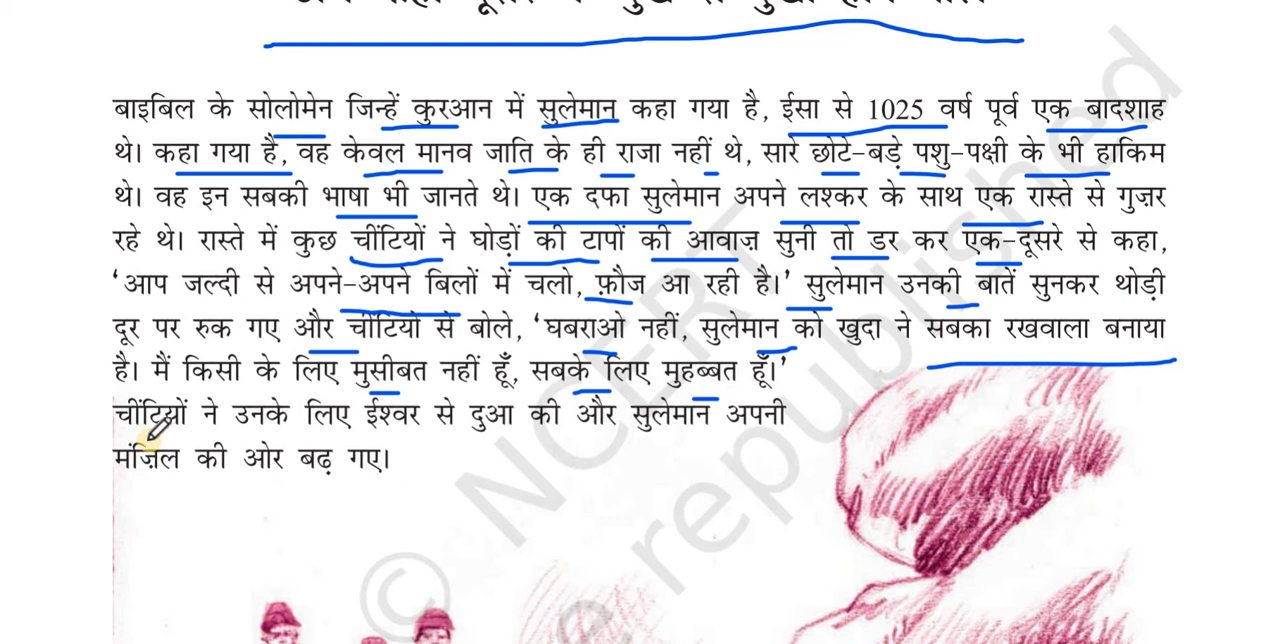 बाइबिल के सोलोमेन जिन्हें कुरआन में सुलेमान कहा गया है, ईसा से 1025 वर्ष पूर्व एक बादशाह
थे। कहा गया है, वह केवल मानव जाति के ही राजा नहीं थे, सारे छोटे-बड़े पशु-पक्षी के भी हाकिम
थे। वह इन सबकी भाषा भी जानते थे। एक दफा सुलेमान अपने लश्कर के साथ एक रास्ते से गुज़र
रहे थे। रास्ते में कुछ चींटियों ने घोड़ों की टापों की आवाज़ सुनी तो डर कर एक-दूसरे से कहा,
‘आप जल्दी से अपने-अपने बिलों में चलो, फ़ौज आ रही है।’ सुलेमान उनकी बातें सुनकर थोड़ी
दूर पर रुक गए और चींटियों से बोले, ‘घबराओ नहीं, सुलेमान को खुदा ने सबका रखवाला बनाया
है। मैं किसी के लिए मुसीबत नहीं हूँ, सबके लिए मुहब्बत हूँ।’
चींटियों ने उनके लिए ईश्वर से दुआ की और सुलेमान अपनी
मंज़िल की ओर बढ़ गए।
© NCERT
republished